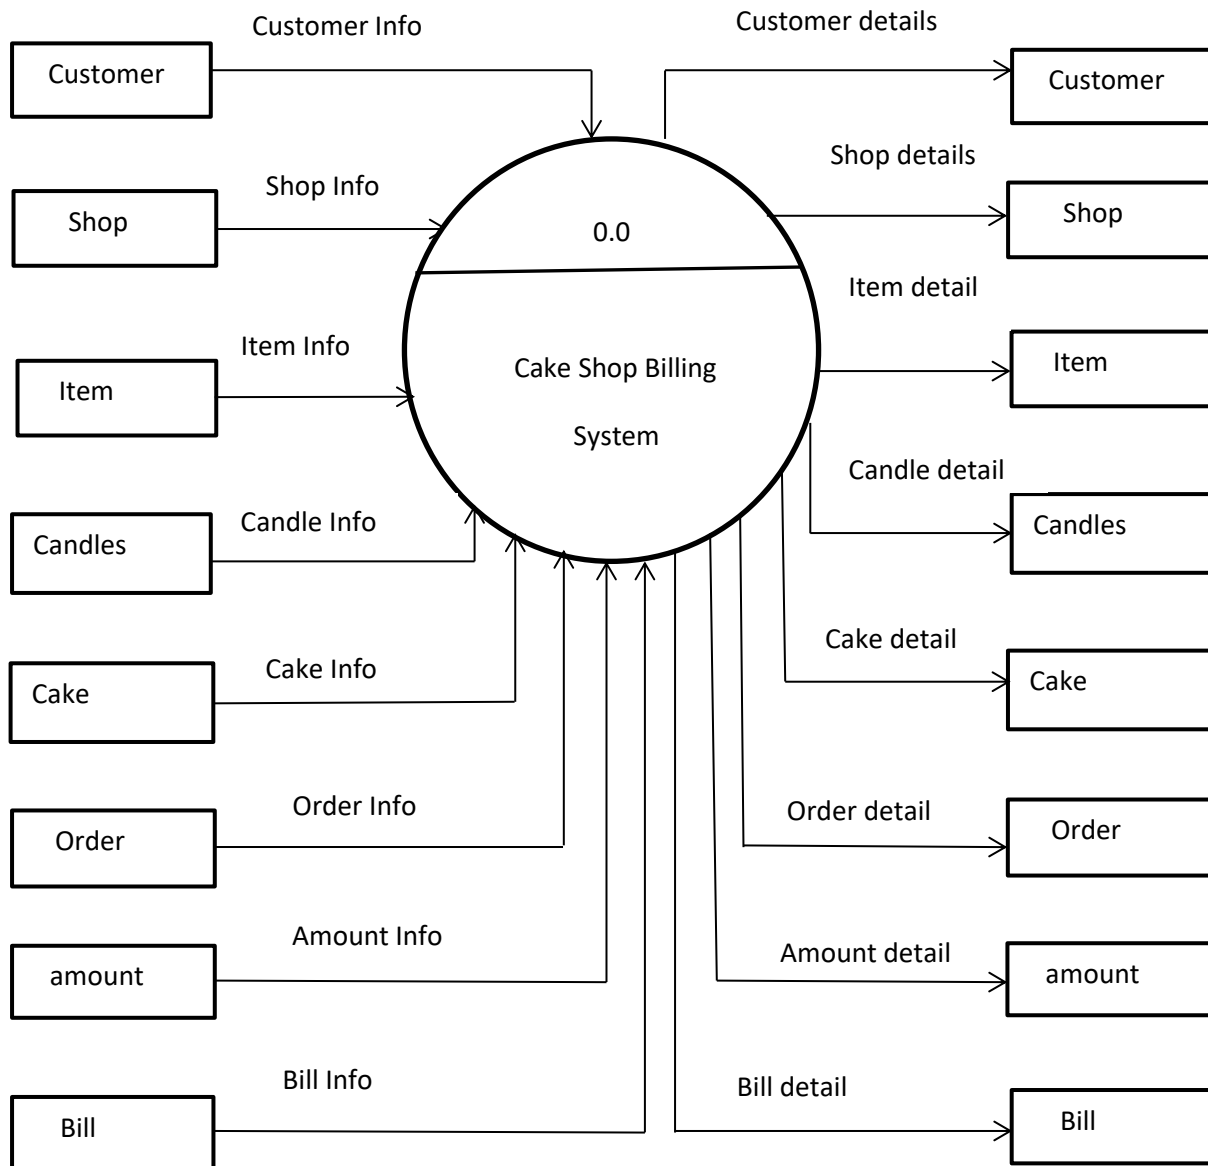 Customer Info
Customer details
Customer
Customer
Shop details
Shop Info
Shop
0.0
Shop
Item detail
Item Info
Item
Cake Shop Billing
Item
System
Candle detail
Candle Info
Candles
Candles
Cake detail
Cake Info
Cake
Cake
Order Info
Order detail
Order
Order
Amount Info
Amount detail
amount
amount
Bill Info
Bill detail
Bill
Bill